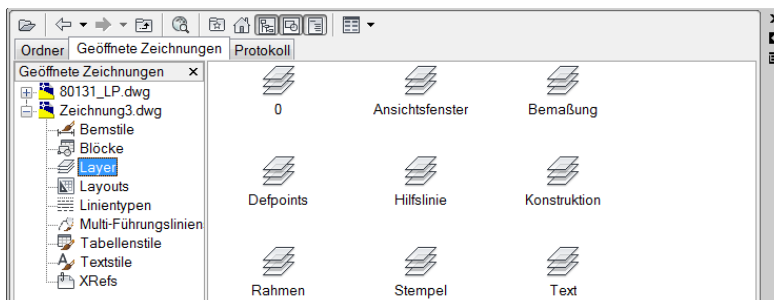 Ordner Geöffnete Zeichnungen Protokoll
Geöffnete Zeichnungen x
80131_LP.dwg
Zeichnung3.dwg
Bemstile
Blöcke
Layer
Layouts
Linientypen
Multi-Führungslinien
Tabellenstile
Textstile
XRefs
0 Ansichtsfenster Bemaßung
Defpoints Hilfslinie Konstruktion
Rahmen Stempel Text